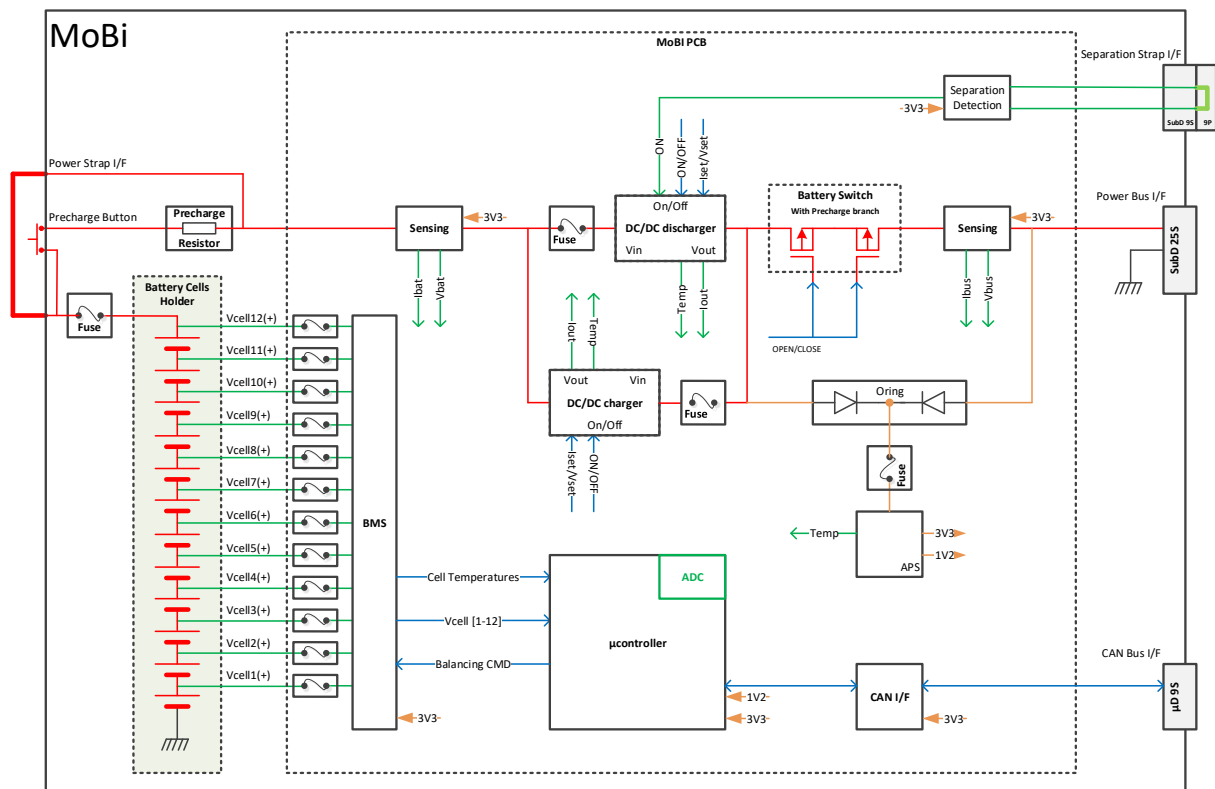 MoBi
MoBI PCB
Separation Strap I/F
Separation
Detection
3V3
SubD 9S
9P
ON
ON/OFF
Iset/Vset
Power Strap I/F
Precharge Button
Precharge
Resistor
Sensing
3V3
Ibat
Vbat
Fuse
On/Off
DC/DC discharger
Vin
Vout
Temp
Iout
Battery Switch
With Precharge branch
OPEN/CLOSE
Sensing
3V3
Ibus
Vbus
Power Bus I/F
SubD 25S
Fuse
Battery Cells
Holder
Vcell12(+)
Vcell11(+)
Vcell10(+)
Vcell9(+)
Vcell8(+)
Vcell7(+)
Vcell6(+)
Vcell5(+)
Vcell4(+)
Vcell3(+)
Vcell2(+)
Vcell1(+)
BMS
3V3
Iout
Temp
Vout
Vin
DC/DC charger
On/Off
Iset/Vset
ON/OFF
Fuse
Oring
Fuse
Temp
3V3
1V2
APS
Cell Temperatures
Vcell [1-12]
Balancing CMD
ADC
µcontroller
1V2
3V3
CAN I/F
3V3
CAN Bus I/F
µD 9S